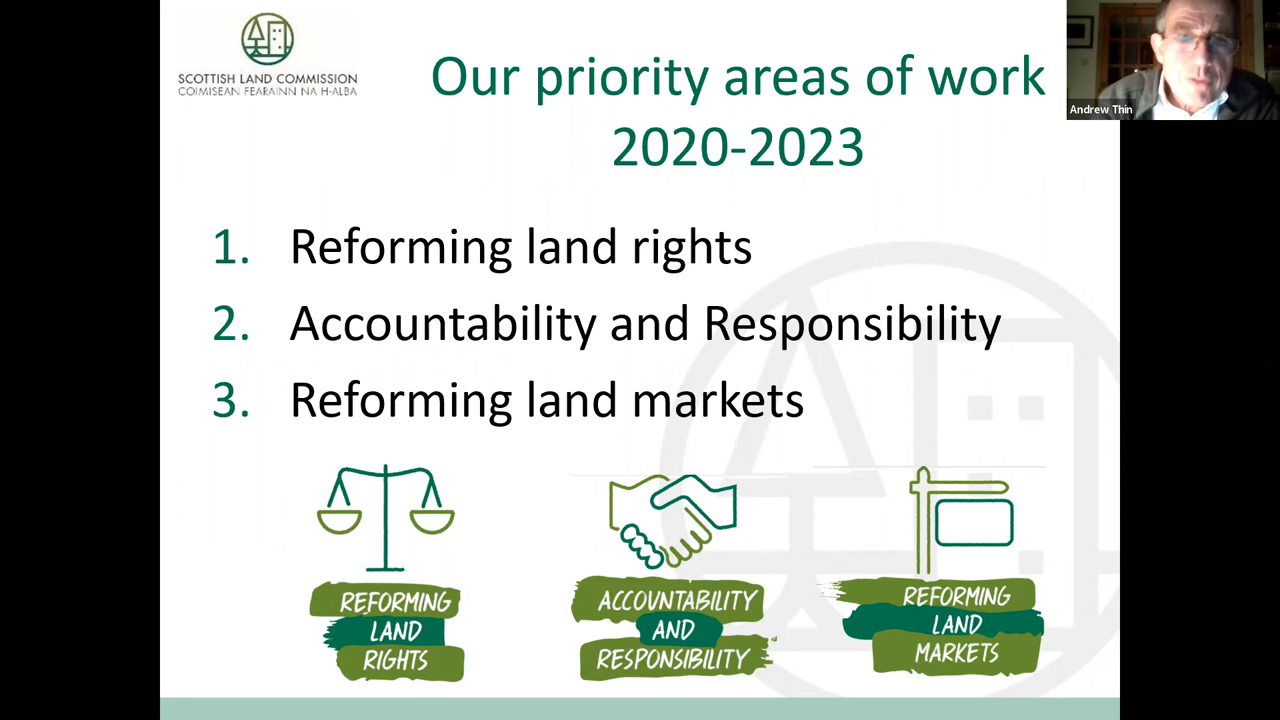 SCOTTISH LAND COMMISSION
COIMISEAN FEARAINN NA H-ALBA
Our priority areas of work
2020-2023
Andrew Thin
1. Reforming land rights
2. Accountability and Responsibility
3. Reforming land markets
REFORMING
LAND
RIGHTS
ACCOUNTABILITY
AND
RESPONSIBILITY
REFORMING
LAND
MARKETS